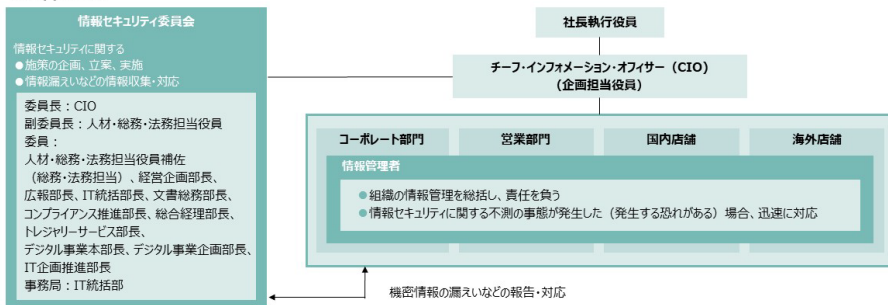 情報セキュリティ委員会
情報セキュリティに関する
●施策の企画、立案、実施
●情報漏えいなどの情報収集・対応
委員長：CIO
副委員長：人材・総務・法務担当役員
委員：
人材・総務・法務担当役員補佐
（総務・法務担当）、経営企画部長、
広報部長、IT統括部長、文書総務部長、
コンプライアンス推進部長、総合経理部長、
トレジャリーサービス部長、
デジタル事業本部長、デジタル事業企画部長、
IT企画推進部長
事務局：IT統括部
社長執行役員
チーフ・インフォメーション・オフィサー（CIO）
（企画担当役員）
コーポレート部門
営業部門
国内店舗
海外店舗
情報管理者
●組織の情報管理を総括し、責任を負う
●情報セキュリティに関する不測の事態が発生した（発生する恐れがある）場合、迅速に対応
機密情報の漏えいなどの報告・対応